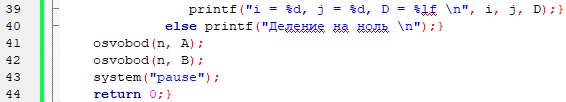 39 printf("i = %d, j = %d, D = %lf \n", i, j, D);}
40 else printf("Деление на ноль \n");}
41 osvobod(n, A);
42 osvobod(n, B);
43 system("pause");
44 return 0;}